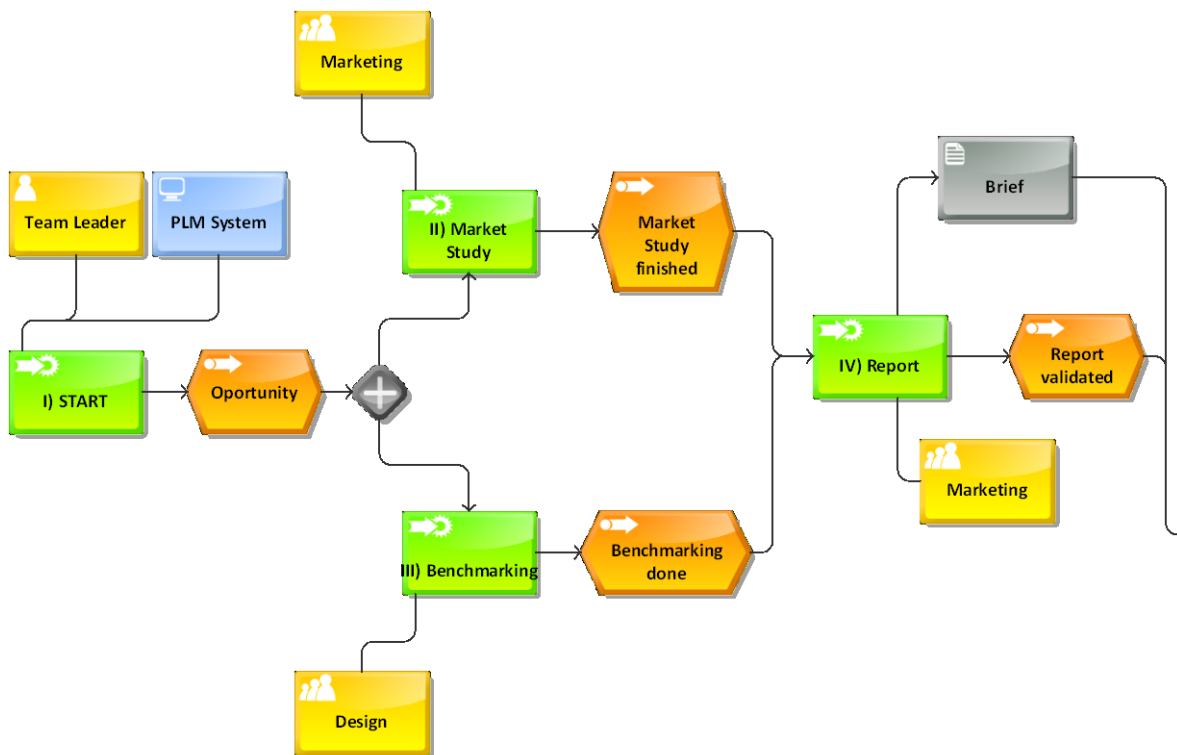 Marketing
Team Leader
PLM System
II) Market
Study
Market
Study
finished
Brief
I) START
Oportunity
IV) Report
Report
validated
Marketing
III) Benchmarking
Benchmarking
done
Design